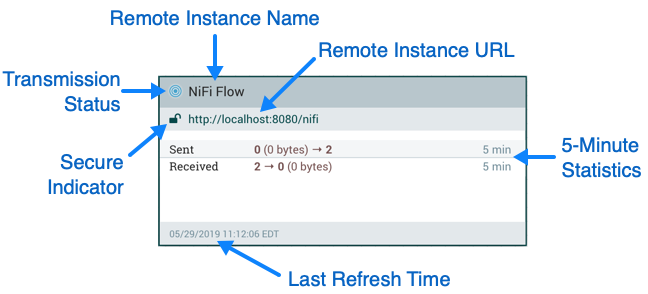 Remote Instance Name
Remote Instance URL
Transmission
Status
NiFi Flow
http://localhost:8080/nifi
Secure
Indicator
Sent 0 (0 bytes) → 2 5 min
Received 2 → 0 (0 bytes) 5 min
5-Minute
Statistics
05/29/2019 11:12:06 EDT
Last Refresh Time